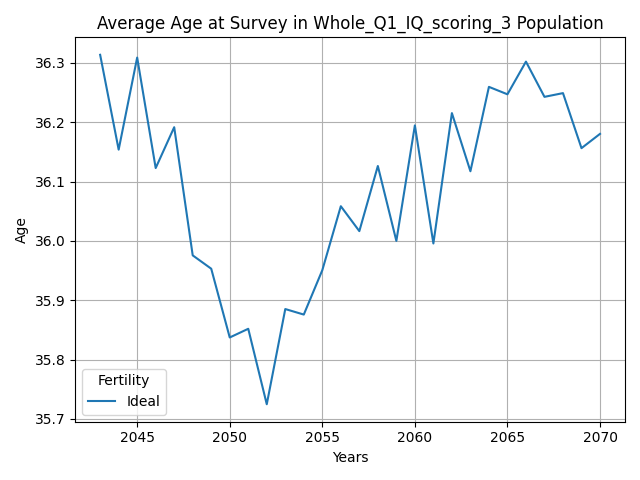 Average Age at Survey in Whole_Q1_IQ_scoring_3 Population
36.3
36.2
36.1
36.0
35.9
35.8
35.7
Age
Fertility
Ideal
2045 2050 2055 2060 2065 2070
Years